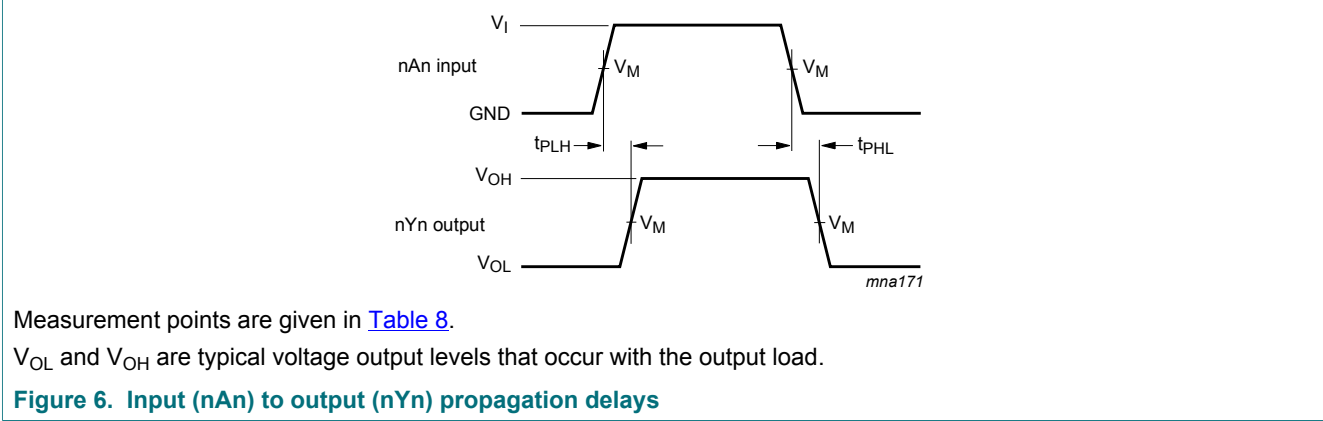 V_I
nAn input
V_M
V_M
GND
t_PLH
t_PHL
V_OH
nYn output
V_M
V_M
V_OL
mna171
Measurement points are given in Table 8.
V_OL and V_OH are typical voltage output levels that occur with the output load.
Figure 6. Input (nAn) to output (nYn) propagation delays